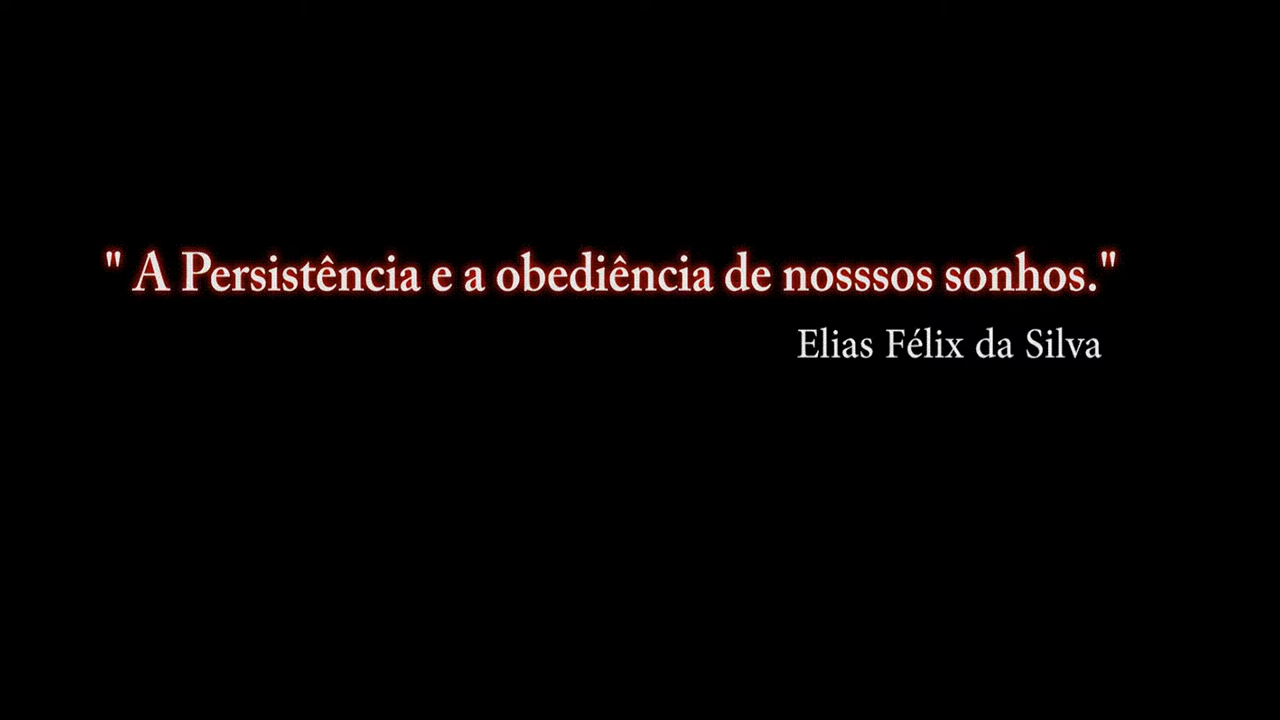 " A Persistência e a obediência de nosssos sonhos."
Elias Félix da Silva